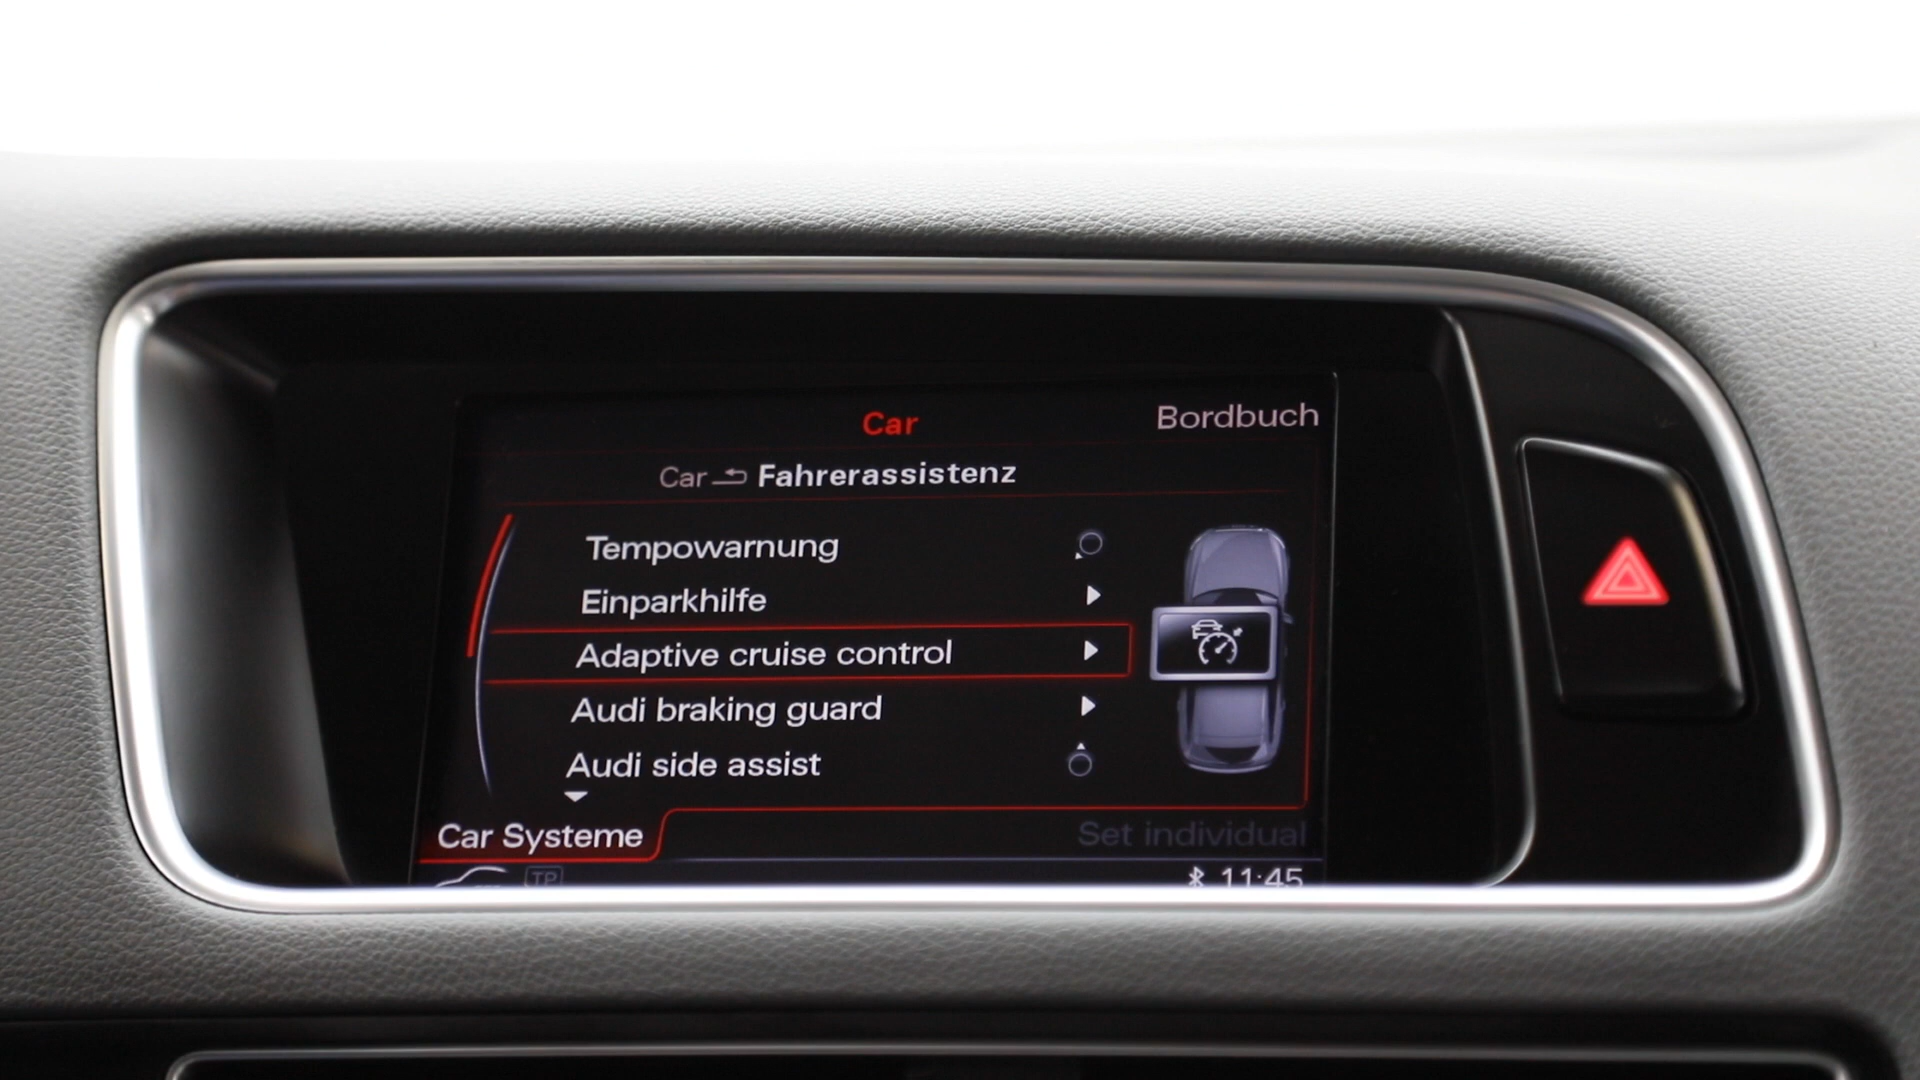 Car
Bordbuch
Car Fahrerassistenz
Tempowarnung
Einparkhilfe
Adaptive cruise control
Audi braking guard
Audi side assist
Car Systeme
Set individual
TP
11:45